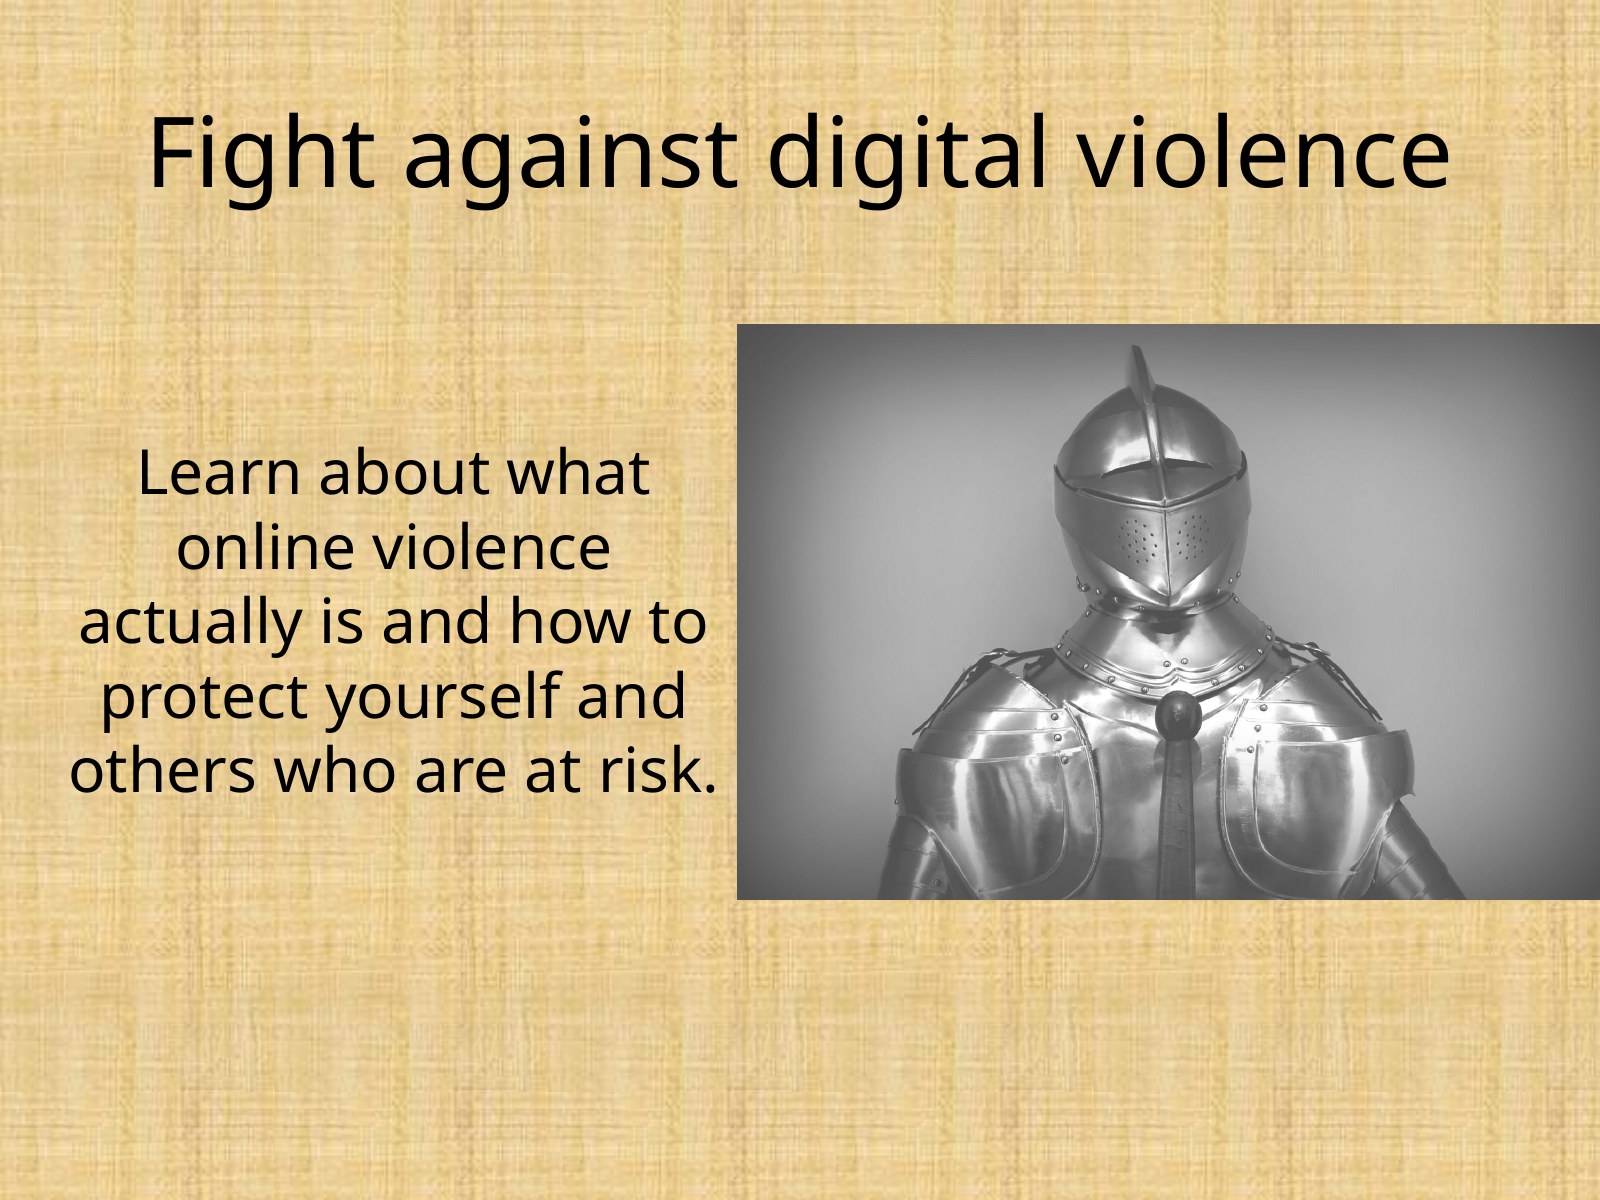 Fight against digital violence
Learn about what
online violence
actually is and how to
protect yourself and
others who are at risk.